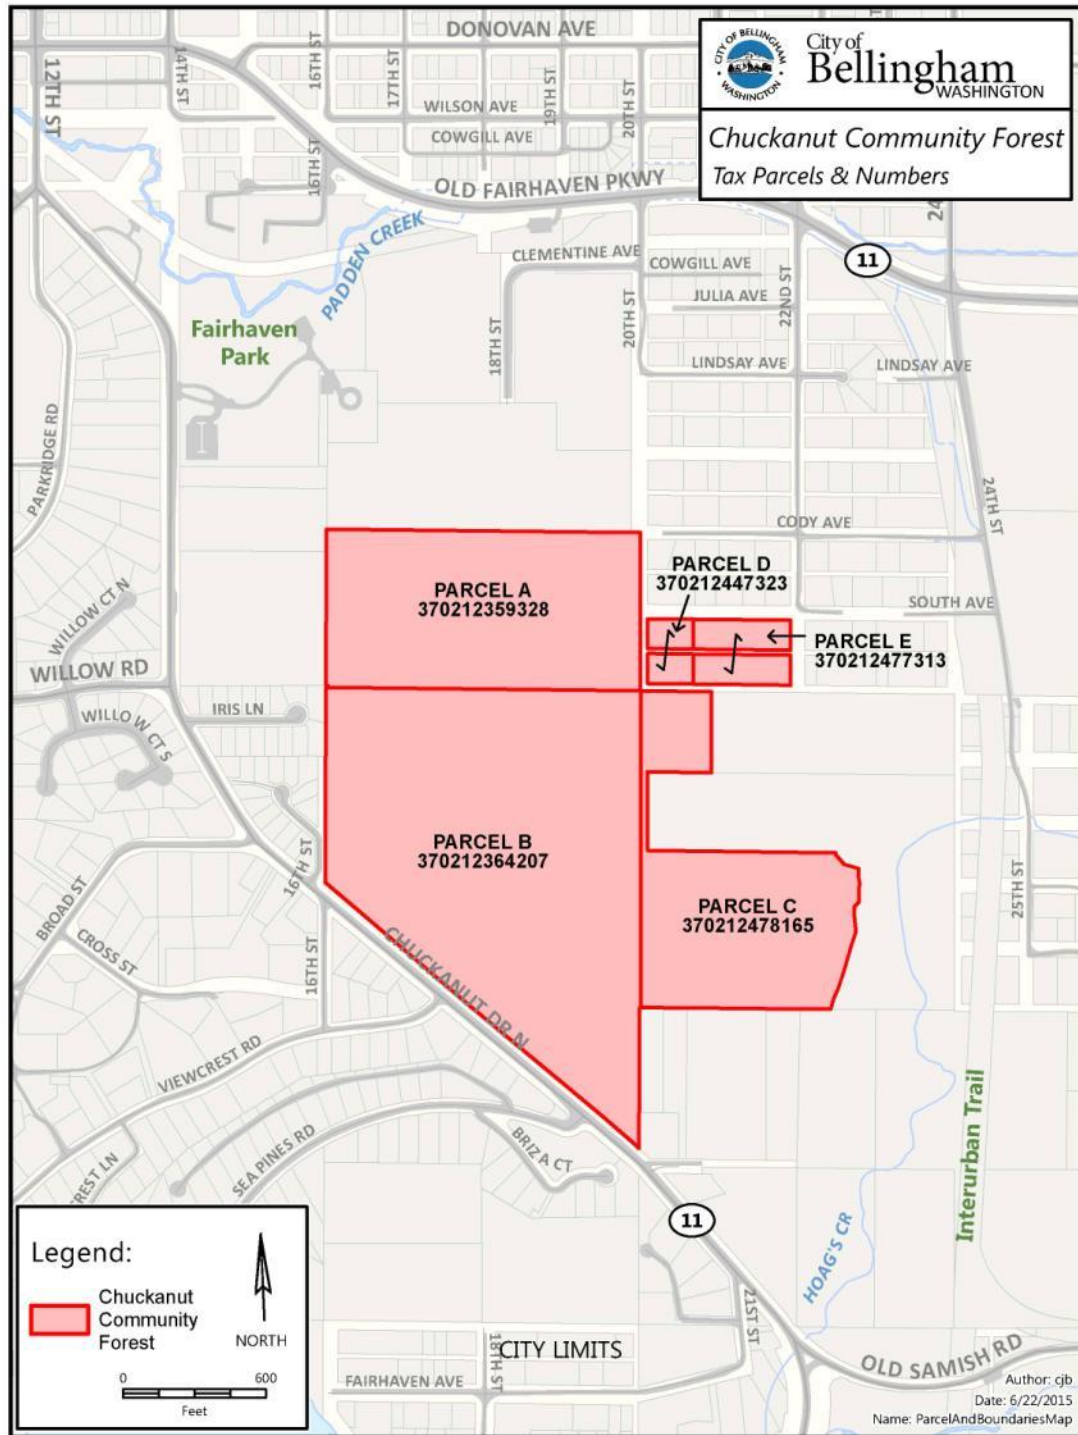 DONOVAN AVE
12TH ST
14TH ST
16TH ST
17TH ST
19TH ST
20TH ST
WILSON AVE
COWGILL AVE
16TH ST
OLD FAIRHAVEN PKWY
CITY OF BELLINGHAM
WASHINGTON
City of
Bellingham
WASHINGTON
Chuckanut Community Forest
Tax Parcels & Numbers
PADDEN CREEK
CLEMENTINE AVE
COWGILL AVE
JULIA AVE
22ND ST
11
20TH ST
18TH ST
LINDSAY AVE
LINDSAY AVE
Fairhaven
Park
PARKRIDGE RD
24TH ST
CODY AVE
SOUTH AVE
PARCEL A
370212359328
PARCEL D
370212447323
PARCEL E
370212477313
WILLOW CT N
WILLOW RD
WILLOW CT S
IRIS LN
PARCEL B
370212364207
PARCEL C
370212478165
16TH ST
BROAD ST
CROSS ST
16TH ST
25TH ST
CHUCKANUT DR N
VIEWCREST RD
SEA PINES RD
BRIZA CT
CREST LN
11
HOAG'S CR
Interurban Trail
21ST ST
OLD SAMISH RD
18TH ST
CITY LIMITS
FAIRHAVEN AVE
Legend:
Chuckanut
Community
Forest
NORTH
0 600
Feet
Author: cjb
Date: 6/22/2015
Name: ParcelAndBoundariesMap